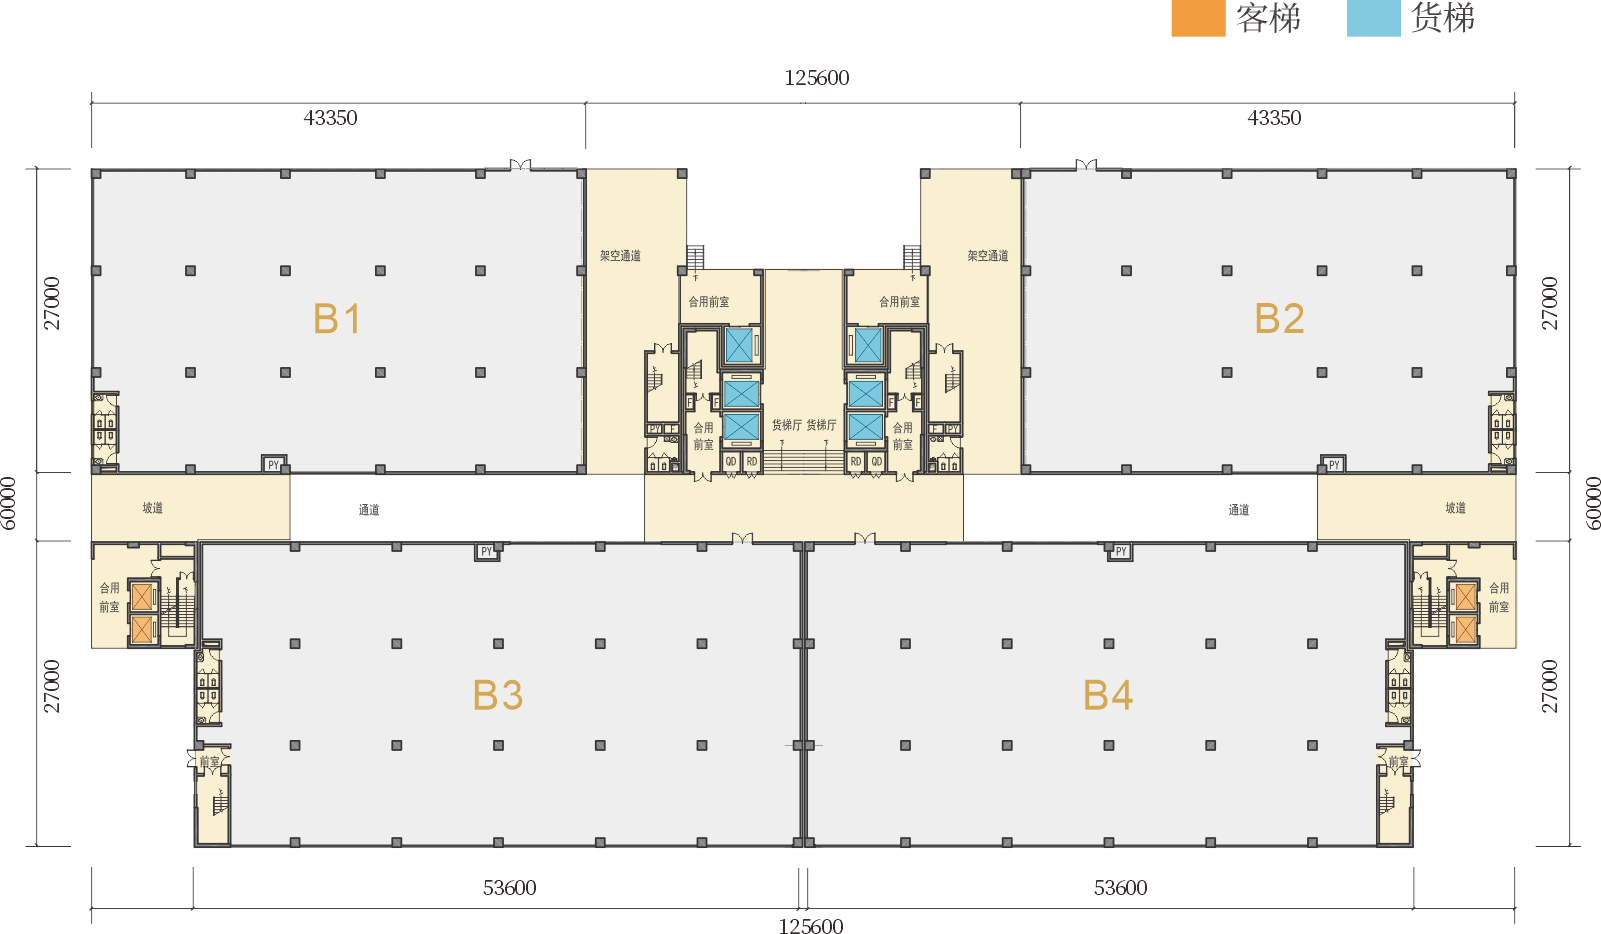 客梯 货梯
125600
43350 43350
架空通道 架空通道
27000 27000
合用前室 合用前室
B1 B2
F F F F
货梯厅 货梯厅
PY F F PY
合用
前室
合用
前室
QD RD RD QD
PY PY
60000 60000
坡道 通道 通道 坡道
PY PY
合用
前室
合用
前室
27000 27000
B3 B4
前室 前室
53600 53600
125600